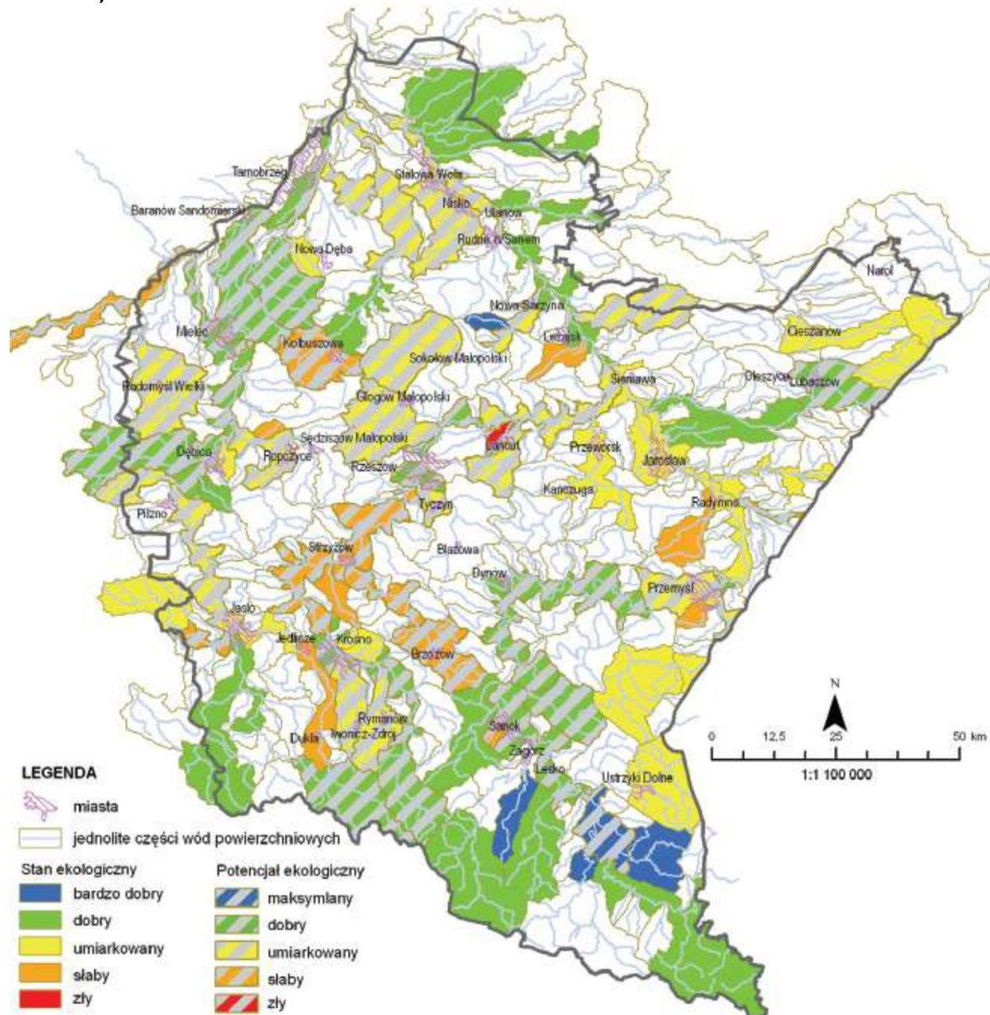 Tarnobrzeg
Stalowa Wola
Baranów Sandomierski
Nisko
Ulanów
Rudnik n/Sanem
Nowa Dęba
Narol
Nowa Sarzyna
Cieszanów
Mielec
Kolbuszowa
Leżajsk
Sokołów Małopolski
Radomyśl Wielki
Sieniawa
Oleszyce
Lubaczów
Głogów Małopolski
Sędziszów Małopolski
Łańcut
Przeworsk
Dębica
Ropczyce
Jarosław
Rzeszów
Kańczuga
Radymno
Tyczyn
Pilzno
Strzyżów
Błażowa
Dynów
Przemyśl
Jasło
Jedlicze
Krosno
Brzozów
N
Rymanów
Sanok
Iwonicz-Zdrój
Dukla
Zagórz
0 12,5 25 50 km
Lesko
1:1 100 000
Ustrzyki Dolne
LEGENDA
miasta
jednolite części wód powierzchniowych
Stan ekologiczny
bardzo dobry
dobry
umiarkowany
słaby
zły
Potencjał ekologiczny
maksymlany
dobry
umiarkowany
słaby
zły